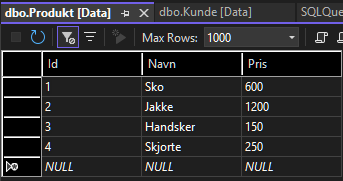 dbo.Produkt [Data] dbo.Kunde [Data] SQLQue
Max Rows: 1000
Id Navn Pris
1 Sko 600
2 Jakke 1200
3 Handsker 150
4 Skjorte 250
NULL NULL NULL